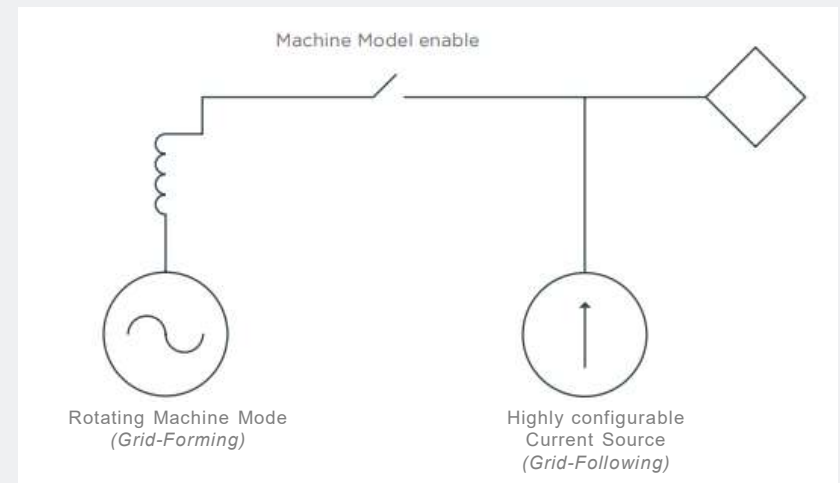 Machine Model enable
Rotating Machine Mode
(Grid-Forming)
Highly configurable
Current Source
(Grid-Following)